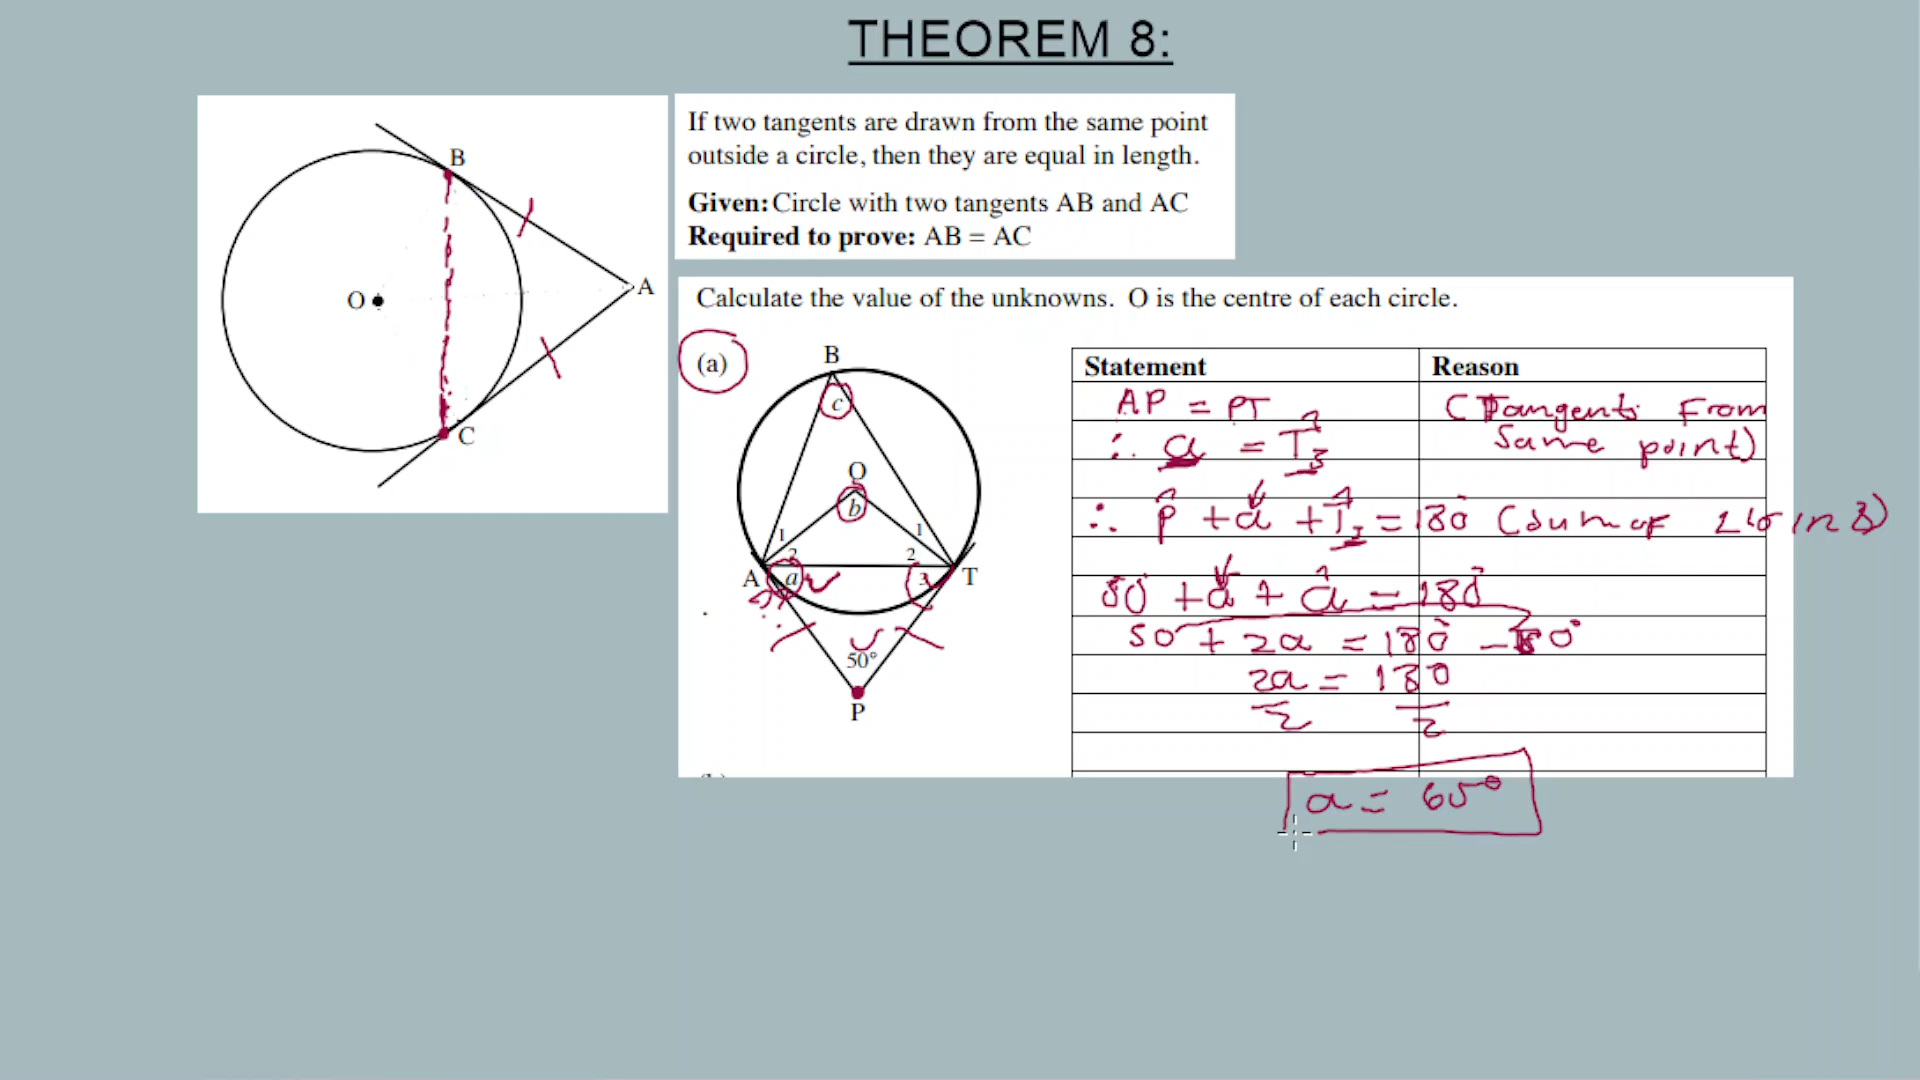 THEOREM 8:
B
O
A
C
If two tangents are drawn from the same point
outside a circle, then they are equal in length.
Given: Circle with two tangents AB and AC
Required to prove: AB = AC
Calculate the value of the unknowns. O is the centre of each circle.
(a)
B
c
O
b
1 1
2 2
A a 3 T
50°
P
Statement Reason
AP = PT (Tangents From
∴ a = T̂3 Same point)
∴ P̂ + â + T̂3 = 180° (Sum of in
50° + â + â = 180°
50 + 2a = 180° - 50°
2a = 130
2 2
a = 65°